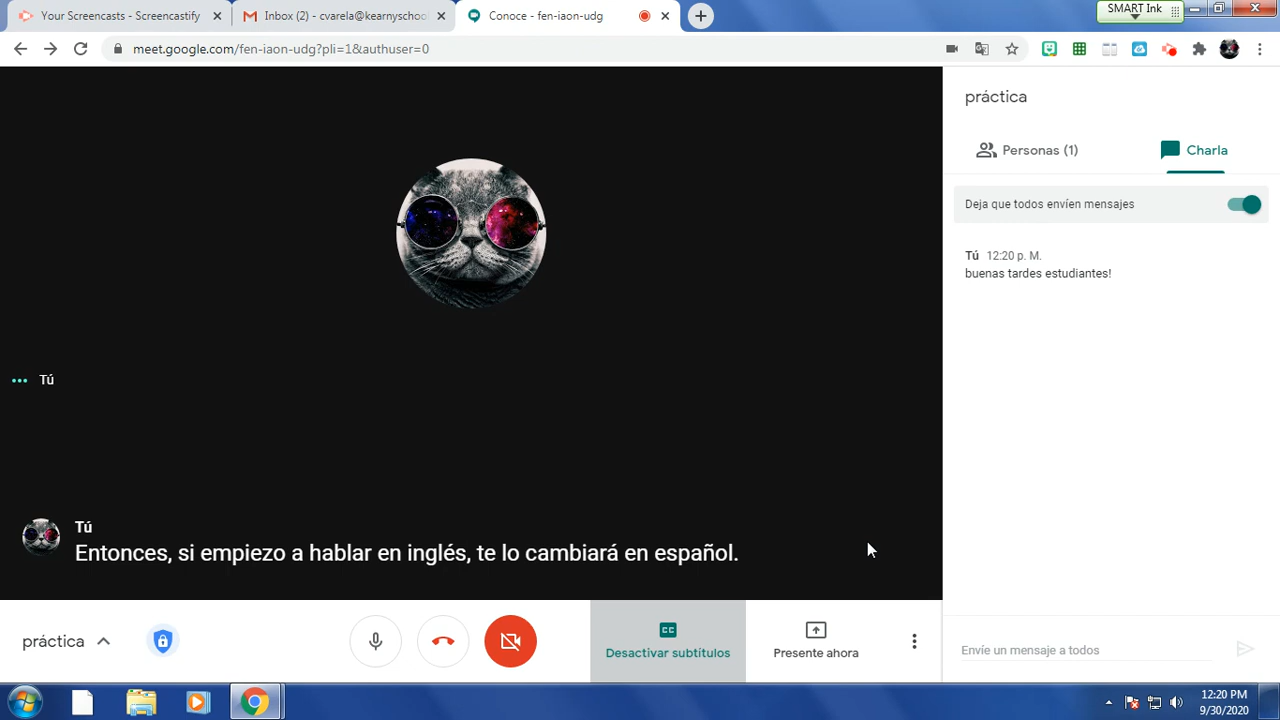 Your Screencasts - Screencastify
Inbox (2) - cvarela@kearnyschoo
Conoce - fen-iaon-udg
SMART Ink
meet.google.com/fen-iaon-udg?pli=1&authuser=0
práctica
Personas (1)
Charla
Deja que todos envíen mensajes
Tú 12:20 p. M.
buenas tardes estudiantes!
Tú
Tú
Entonces, si empiezo a hablar en inglés, te lo cambiará en español.
práctica
CC
Desactivar subtítulos
Presente ahora
Envíe un mensaje a todos
12:20 PM
9/30/2020